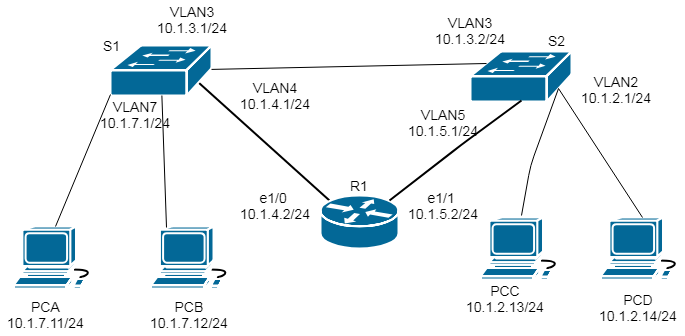 VLAN3
10.1.3.1/24
VLAN3
10.1.3.2/24
S1
S2
VLAN4
10.1.4.1/24
VLAN2
10.1.2.1/24
VLAN7
10.1.7.1/24
VLAN5
10.1.5.1/24
R1
e1/0
10.1.4.2/24
e1/1
10.1.5.2/24
PCA
10.1.7.11/24
PCB
10.1.7.12/24
PCC
10.1.2.13/24
PCD
10.1.2.14/24